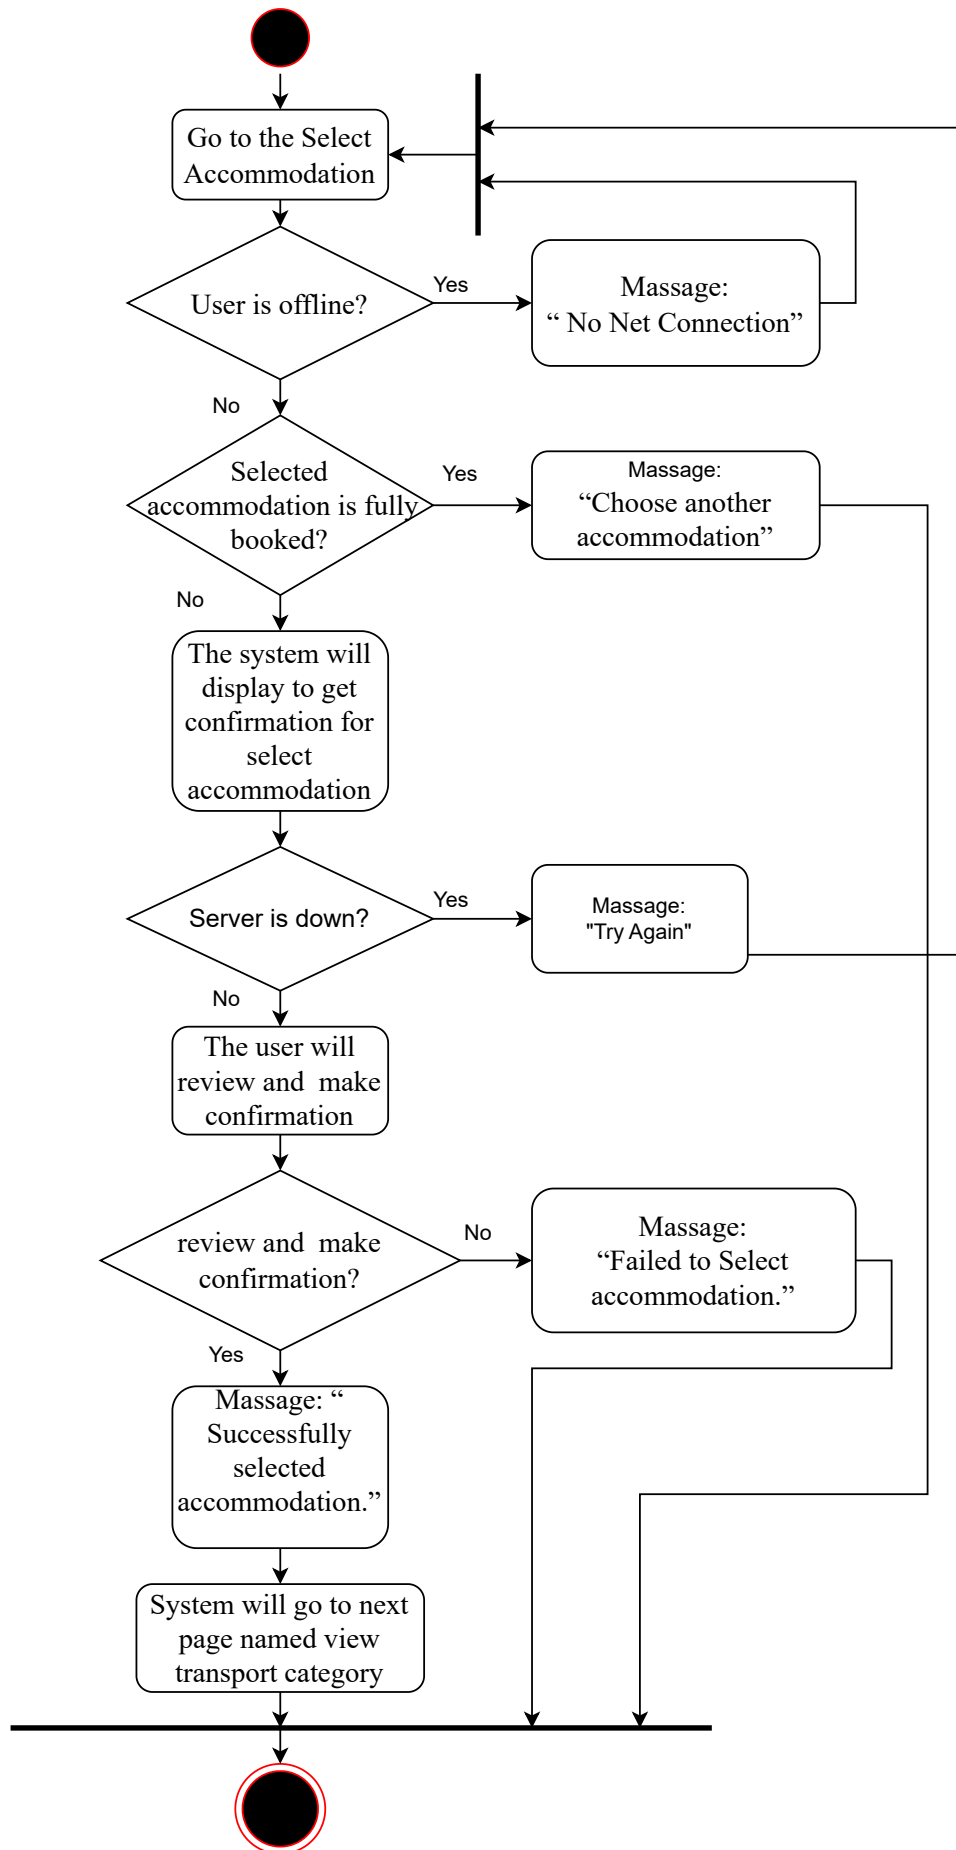 Go to the Select
Accommodation
User is offline?
Yes
Massage:
“ No Net Connection”
No
Selected
accommodation is fully
booked?
Yes
Massage:
“Choose another
accommodation”
No
The system will
display to get
confirmation for
select
accommodation
Server is down?
Yes
Massage:
"Try Again"
No
The user will
review and  make
confirmation
review and  make
confirmation?
No
Massage:
“Failed to Select
accommodation.”
Yes
Massage: “
Successfully
selected
accommodation.”
System will go to next
page named view
transport category